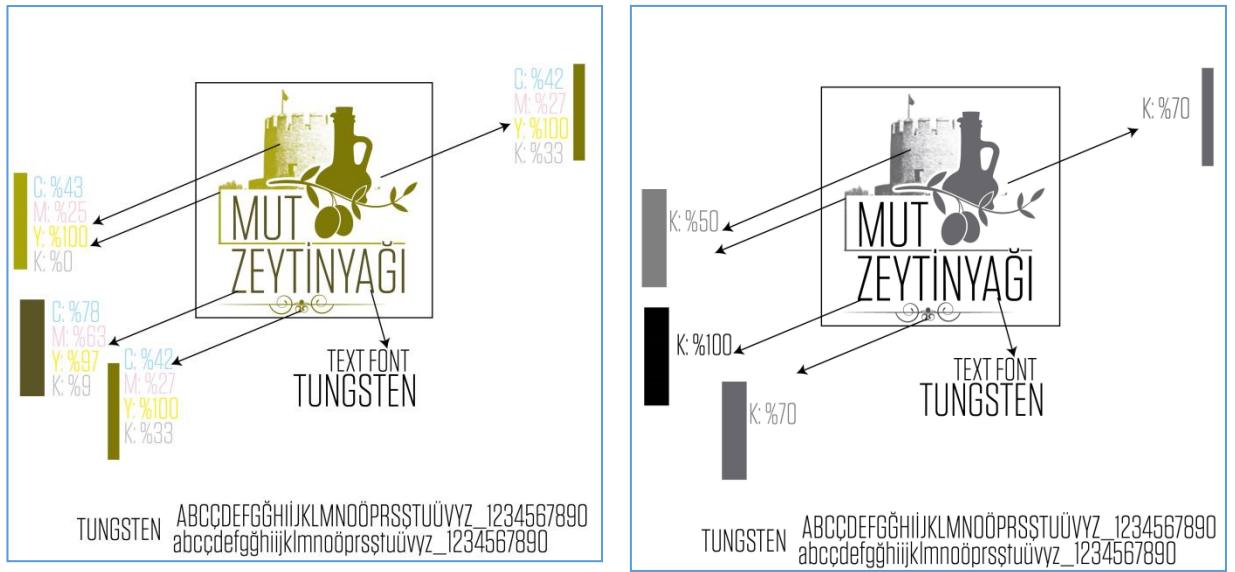 C: %42
M: %27
Y: %100
K: %33
C: %43
M: %25
Y: %100
K: %0
MUT
ZEYTİNYAĞI
C: %78
M: %63
Y: %97
K: %9
C: %42
M: %27
Y: %100
K: %33
TEXT FONT
TUNGSTEN
TUNGSTEN
ABCÇDEFGĞHIİJKLMNOÖPRSŞTUÜVYZ_1234567890
abcçdefgğhıijklmnoöprsştuüvyz_1234567890
K: %70
K: %50
MUT
ZEYTİNYAĞI
K: %100
K: %70
TEXT FONT
TUNGSTEN
TUNGSTEN
ABCÇDEFGĞHIİJKLMNOÖPRSŞTUÜVYZ_1234567890
abcçdefgğhıijklmnoöprsştuüvyz_1234567890